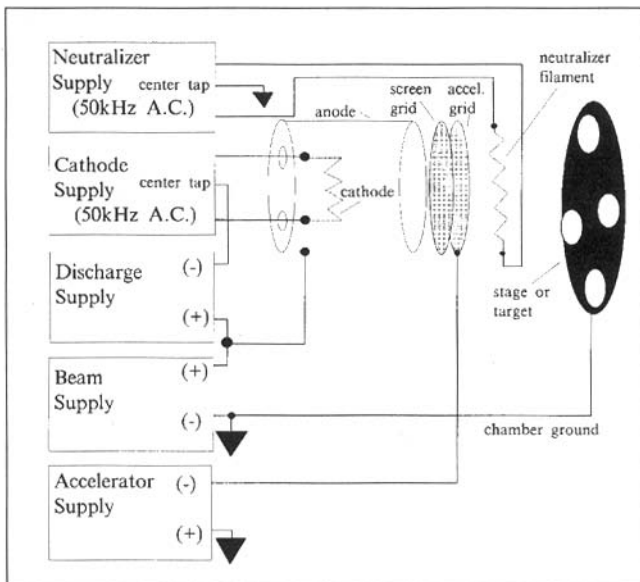 Neutralizer
Supply center tap
(50kHz A.C.)
neutralizer
filament
screen accel.
grid grid
anode
Cathode
Supply center tap
(50kHz A.C.)
cathode
Discharge (-)
Supply
(+)
stage or
target
Beam (+)
Supply
(-)
chamber ground
Accelerator (-)
Supply
(+)